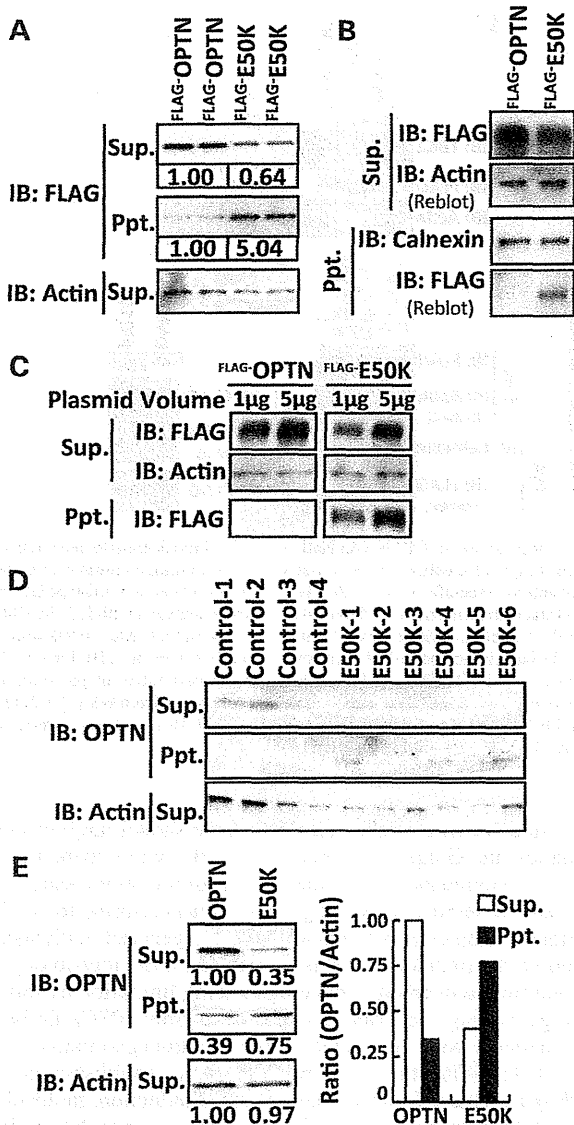 A
FLAG-OPTN
FLAG-OPTN
FLAG-E50K
FLAG-E50K
IB: FLAG
Sup.
1.00 0.64
Ppt.
1.00 5.04
IB: Actin Sup.
B
FLAG-OPTN
FLAG-E50K
Sup.
IB: FLAG
IB: Actin
(Reblot)
Ppt.
IB: Calnexin
IB: FLAG
(Reblot)
C
FLAG-OPTN FLAG-E50K
Plasmid Volume 1µg 5µg 1µg 5µg
Sup.
IB: FLAG
IB: Actin
Ppt. IB: FLAG
D
Control-1
Control-2
Control-3
Control-4
E50K-1
E50K-2
E50K-3
E50K-4
E50K-5
E50K-6
IB: OPTN
Sup.
Ppt.
IB: Actin Sup.
E
OPTN
E50K
IB: OPTN
Sup.
1.00 0.35
Ppt.
0.39 0.75
IB: Actin Sup.
1.00 0.97
Sup.
Ppt.
Ratio (OPTN/Actin)
1.00
0.75
0.50
0.25
0
OPTN E50K